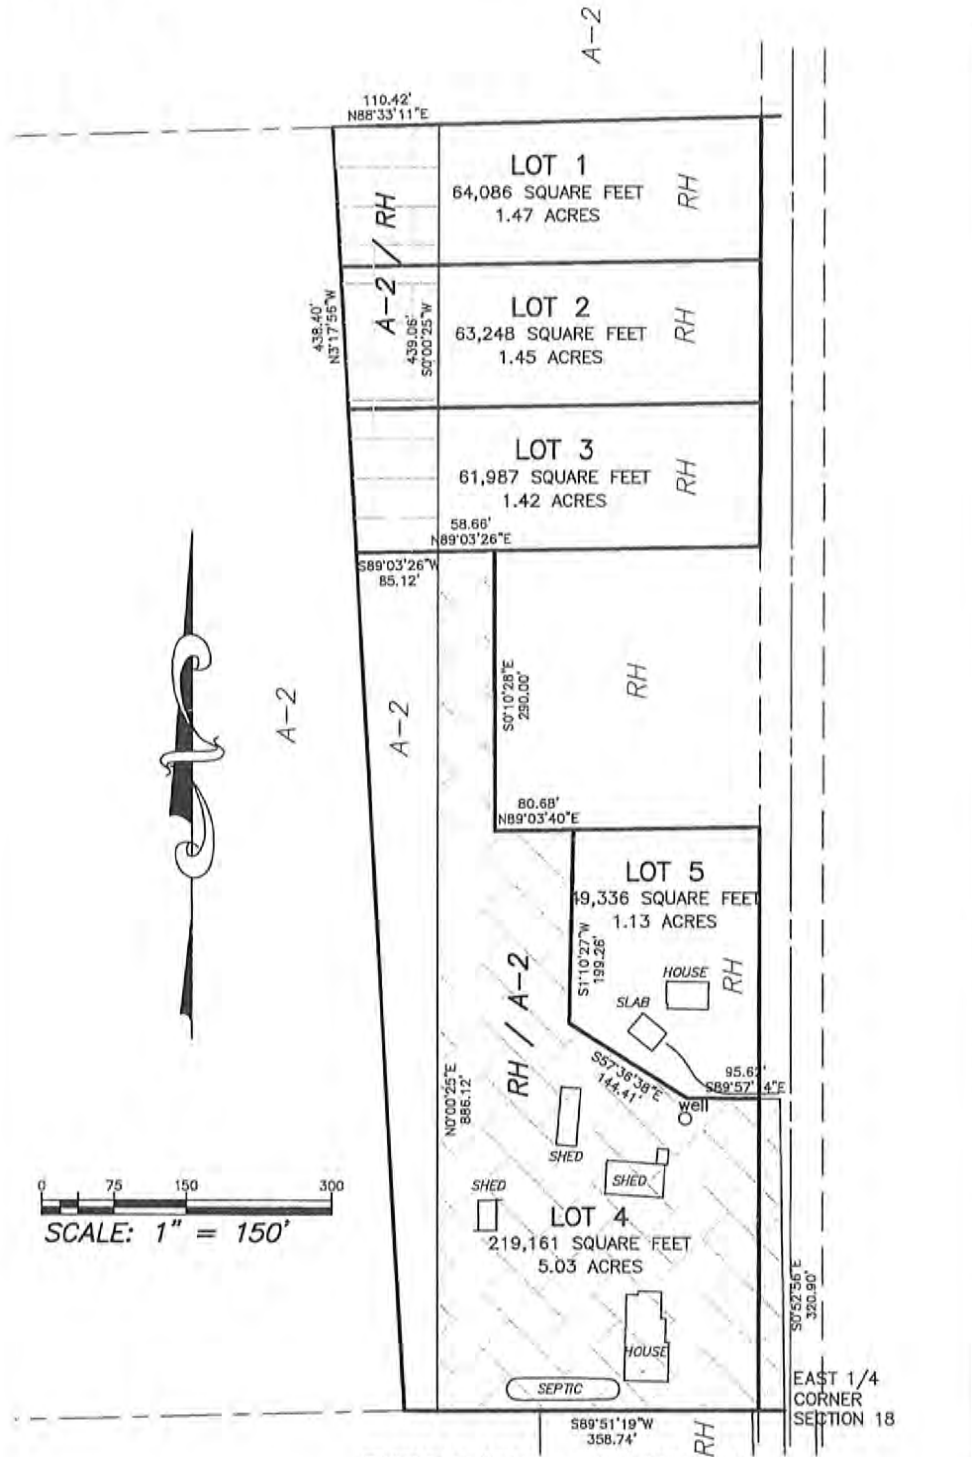 A-2
110.42'
N88°33'11"E
LOT 1
64,086 SQUARE FEET
1.47 ACRES
RH
A-2 / RH
LOT 2
63,248 SQUARE FEET
1.45 ACRES
RH
438.40'
N3°17'56"W
439.06'
S0°00'25"W
LOT 3
61,987 SQUARE FEET
1.42 ACRES
RH
58.66'
N89°03'26"E
S89°03'26"W
85.12'
A-2
A-2
S0°10'28"E
290.00'
RH
80.68'
N89°03'40"E
LOT 5
49,336 SQUARE FEET
1.13 ACRES
RH
S1°10'27"W
199.26'
HOUSE
SLAB
RH / A-2
S57°38'38"E
144.41'
95.6
S89°57' 4"E
well
N0°00'25"E
886.12'
SHED
SHED
SHED
LOT 4
219,161 SQUARE FEET
5.03 ACRES
0 75 150 300
SCALE: 1" = 150'
S0°52'56"E
320.90'
HOUSE
SEPTIC
EAST 1/4
CORNER
SECTION 18
S89°51'19"W
358.74'
RH